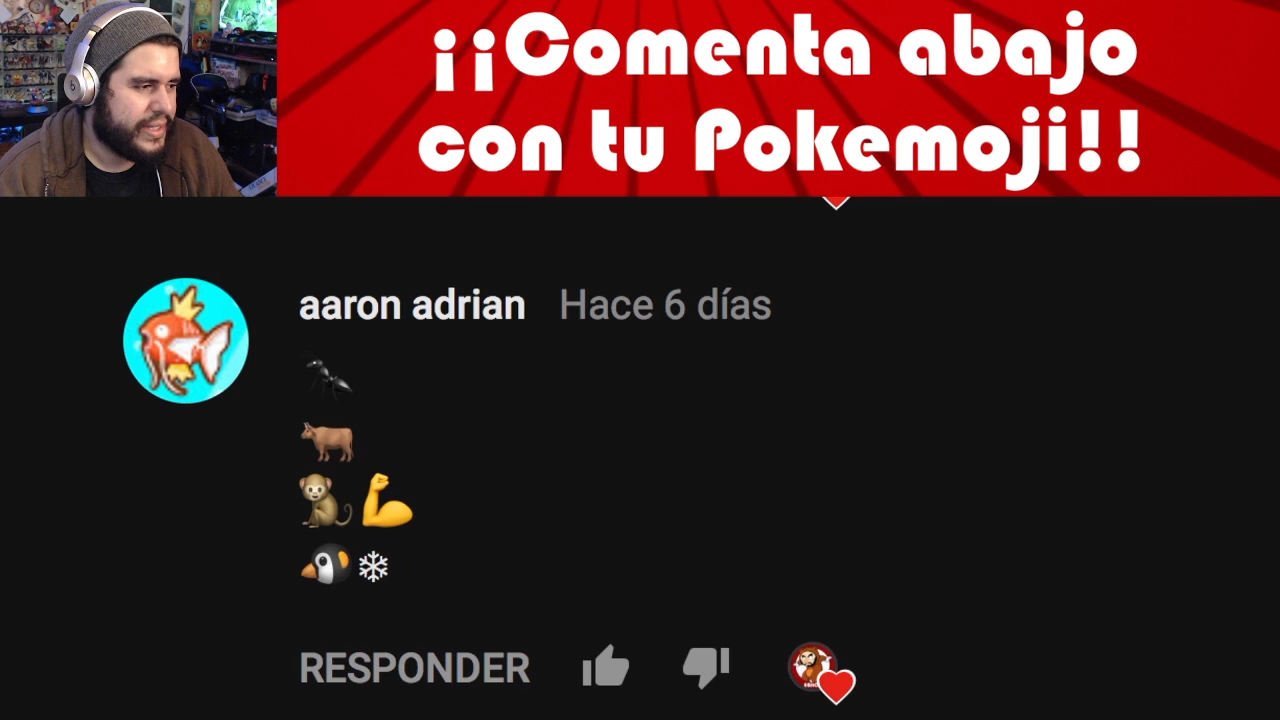 ¡¡Comenta abajo
con tu Pokemoji!!
aaron adrian Hace 6 días
🐜
🐂
🐒💪
🐧❄
RESPONDER